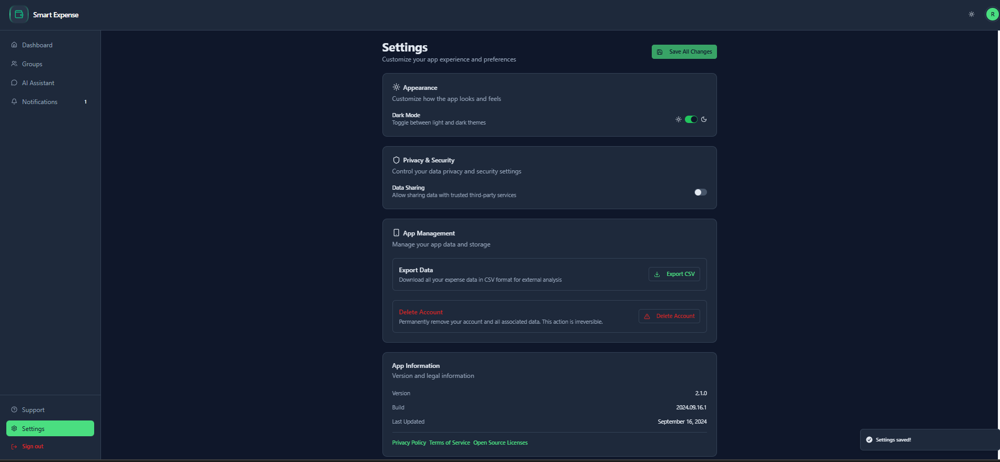 Smart Expense
R
Dashboard
Groups
AI Assistant
Notifications 1
Settings
Customize your app experience and preferences
Save All Changes
Appearance
Customize how the app looks and feels
Dark Mode
Toggle between light and dark themes
Privacy & Security
Control your data privacy and security settings
Data Sharing
Allow sharing data with trusted third-party services
App Management
Manage your app data and storage
Export Data
Download all your expense data in CSV format for external analysis
Export CSV
Delete Account
Permanently remove your account and all associated data. This action is irreversible.
Delete Account
App Information
Version and legal information
Version 2.1.0
Build 2024.09.16.1
Last Updated September 16, 2024
Privacy Policy Terms of Service Open Source Licenses
Support
Settings
Sign out
Settings saved!